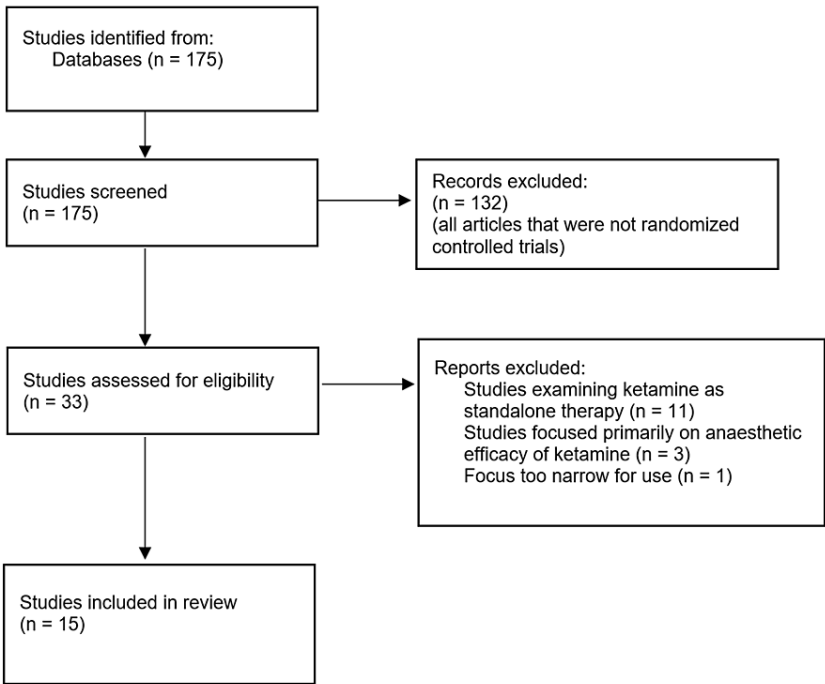 Studies identified from:
Databases (n = 175)
Studies screened
(n = 175)
Records excluded:
(n = 132)
(all articles that were not randomized
controlled trials)
Studies assessed for eligibility
(n = 33)
Reports excluded:
Studies examining ketamine as
standalone therapy (n = 11)
Studies focused primarily on anaesthetic
efficacy of ketamine (n = 3)
Focus too narrow for use (n = 1)
Studies included in review
(n = 15)